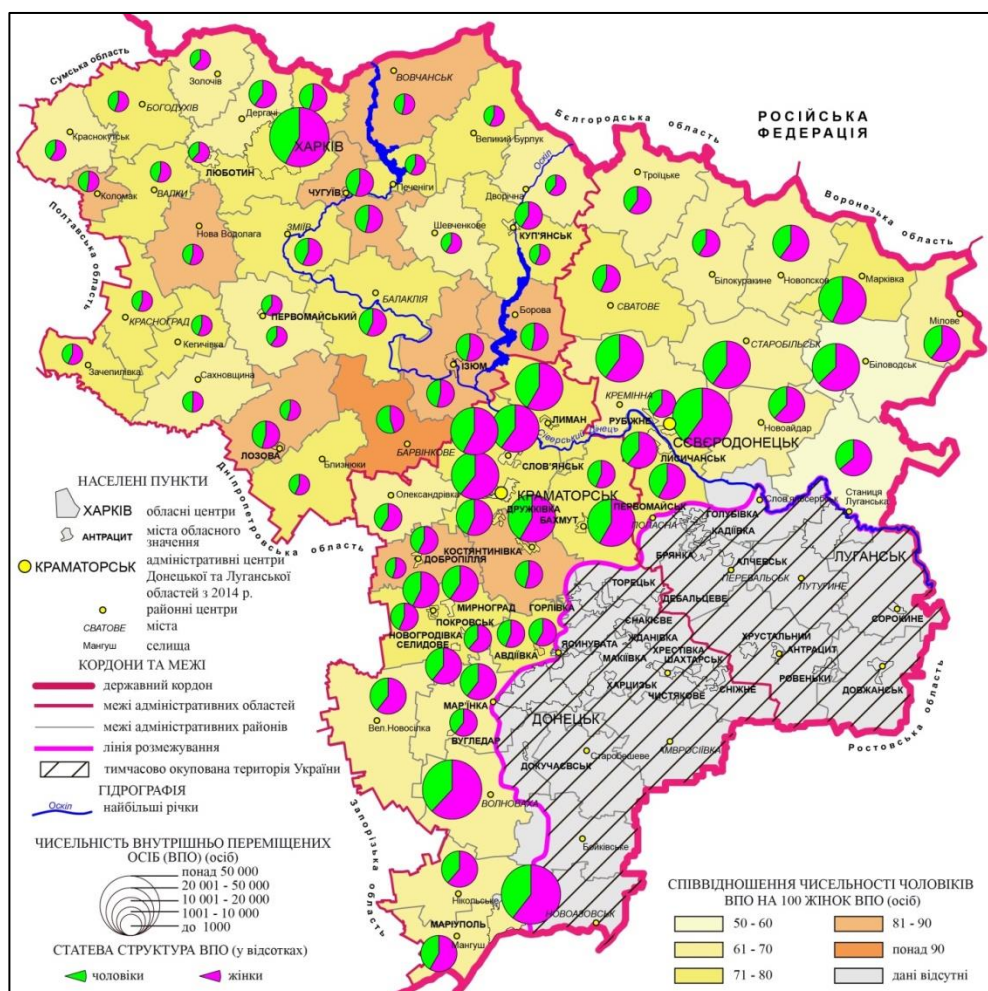 Сумська область
Золочів
БОГОДУХІВ
Дергачі
ВОВЧАНСЬК
Краснокутськ
ХАРКІВ
Великий Бурлук
Бєлгородська область
РОСІЙСЬКА
ФЕДЕРАЦІЯ
ЛЮБОТИН
ВАЛКИ
Коломак
ЧУГУЇВ
Печеніги
Оскіл
Дворічна
Троїцьке
Воронезька область
Полтавська область
Нова Водолага
ЗМІЇВ
Шевченкове
КУП'ЯНСЬК
Білокуракине
Новопсков
Марківка
СВАТОВЕ
Мілове
БАЛАКЛІЯ
ПЕРВОМАЙСЬКИЙ
Борова
КРАСНОГРАД
Кегичівка
Зачепилівка
Сахновщина
ІЗЮМ
СТАРОБІЛЬСЬК
Біловодськ
КРЕМІННА
РУБІЖНЕ
ЛИМАН
Сіверський Донець
СЄВЄРОДОНЕЦЬК
Новоайдар
ЛОЗОВА
Близнюки
БАРВІНКОВЕ
СЛОВ'ЯНСЬК
ЛИСИЧАНСЬК
Дніпропетровська область
Олександрівка
КРАМАТОРСЬК
ДРУЖКІВКА
БАХМУТ
ПЕРВОМАЙСЬК
ПОПАСНА
Слов'яносербськ
Станиця
Луганська
ГОЛУБІВКА
КАДІЇВКА
КОСТЯНТИНІВКА
ДОБРОПІЛЛЯ
БРЯНКА
АЛЧЕВСЬК
ЛУГАНСЬК
ПЕРЕВАЛЬСЬК
ЛУТУГИНЕ
ТОРЕЦЬК
ДЕБАЛЬЦЕВЕ
МИРНОГРАД
ГОРЛІВКА
ПОКРОВСЬК
НОВОГРОДІВКА
СЕЛИДОВЕ
АВДІЇВКА
ЯСИНУВАТА
ЄНАКІЄВЕ
ЖДАНІВКА
ХРЕСТІВКА
МАКІЇВКА
ШАХТАРСЬК
ХРУСТАЛЬНИЙ
АНТРАЦИТ
СОРОКИНЕ
РОВЕНЬКИ
ДОВЖАНСЬК
ХАРЦИЗЬК
ЧИСТЯКОВЕ
СНІЖНЕ
МАР'ЇНКА
ДОНЕЦЬК
Вел.Новосілка
ВУГЛЕДАР
Старобешеве
АМВРОСІЇВКА
Ростовська область
ДОКУЧАЄВСЬК
ВОЛНОВАХА
Запорізька область
Бойківське
Нікольське
НОВОАЗОВСЬК
МАРІУПОЛЬ
Мангуш
НАСЕЛЕНІ ПУНКТИ
ХАРКІВ обласні центри
АНТРАЦИТ міста обласного
значення
КРАМАТОРСЬК адміністративні центри
Донецької та Луганської
областей з 2014 р.
районні центри
СВАТОВЕ міста
Мангуш селища
КОРДОНИ ТА МЕЖІ
державний кордон
межі адміністративних областей
межі адміністративних районів
лінія розмежування
тимчасово окупована територія України
ГІДРОГРАФІЯ
Оскіл найбільші річки
ЧИСЕЛЬНІСТЬ ВНУТРІШНЬО ПЕРЕМІЩЕНИХ
ОСІБ (ВПО) (осіб)
понад 50 000
20 001 - 50 000
10 001 - 20 000
1001 - 10 000
до 1000
СТАТЕВА СТРУКТУРА ВПО (у відсотках)
чоловіки жінки
СПІВВІДНОШЕННЯ ЧИСЕЛЬНОСТІ ЧОЛОВІКІВ
ВПО НА 100 ЖІНОК ВПО (осіб)
50 - 60 81 - 90
61 - 70 понад 90
71 - 80 дані відсутні